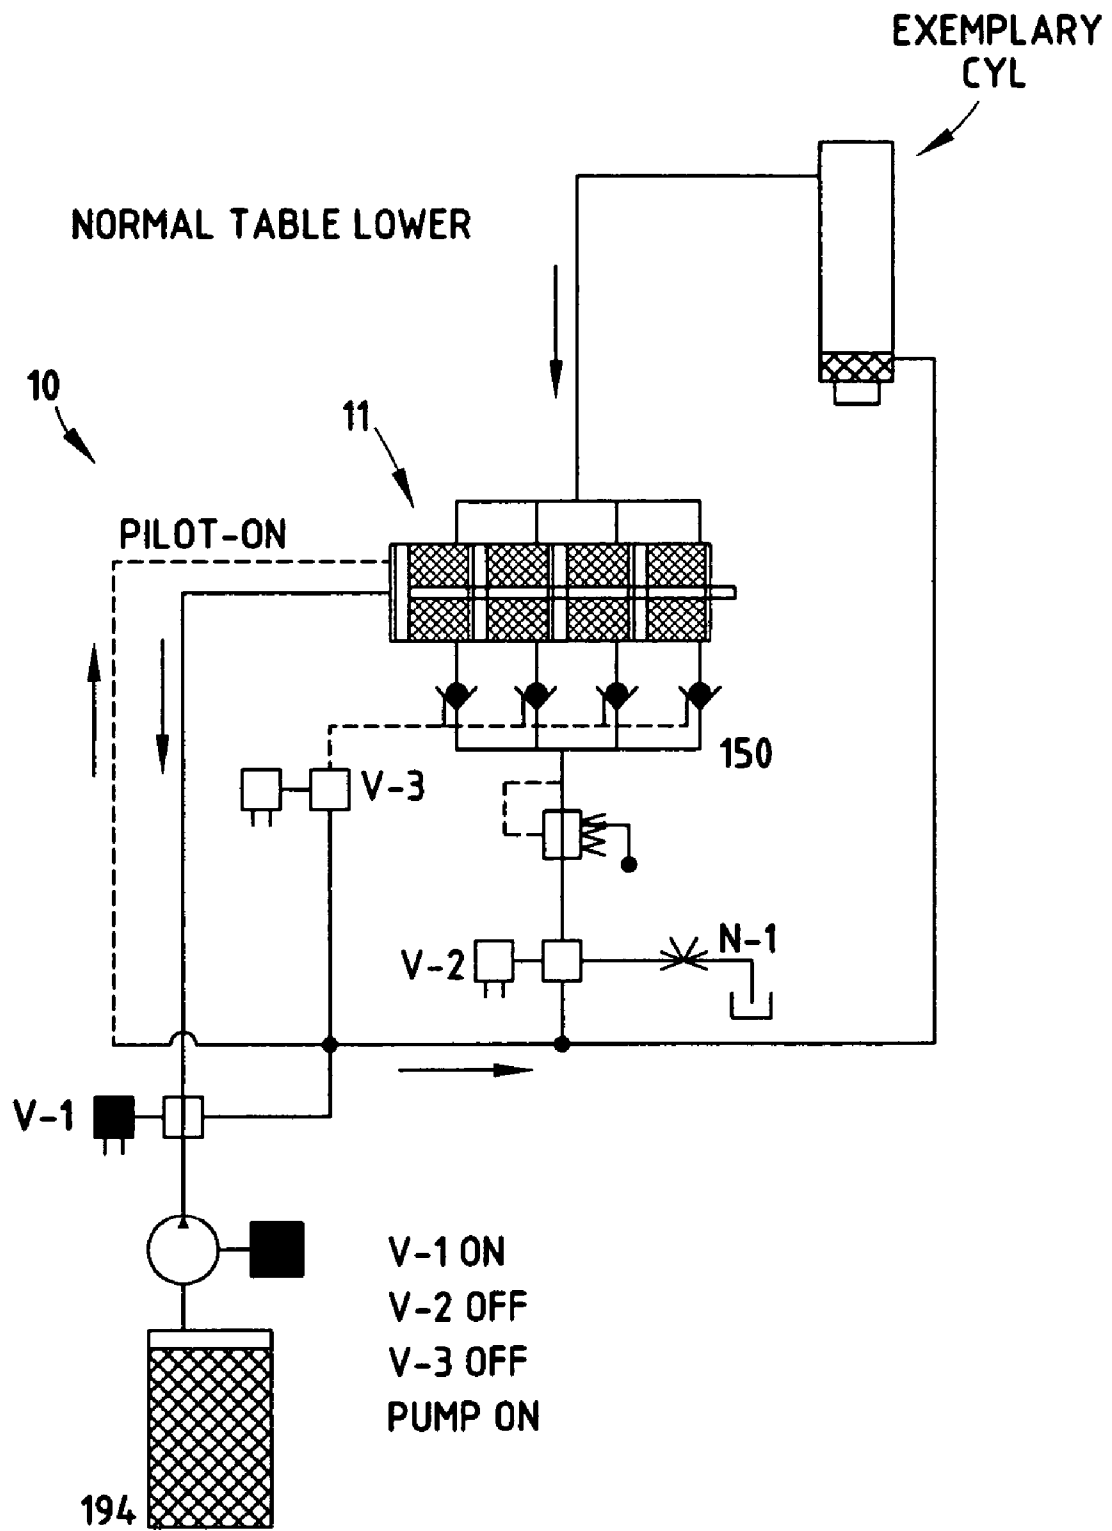 EXEMPLARY
CYL
NORMAL TABLE LOWER
10
11
PILOT-ON
150
V-3
V-2
N-1
V-1
V-1 ON
V-2 OFF
V-3 OFF
PUMP ON
194